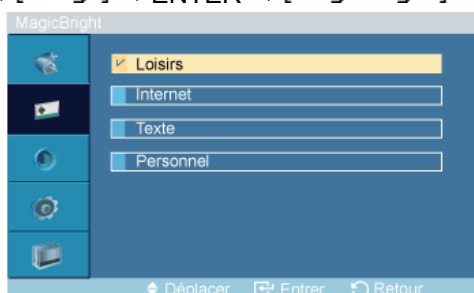 → ENTER →
MagicBright
Loisirs
Internet
Texte
Personnel
Déplacer Entrer Retour